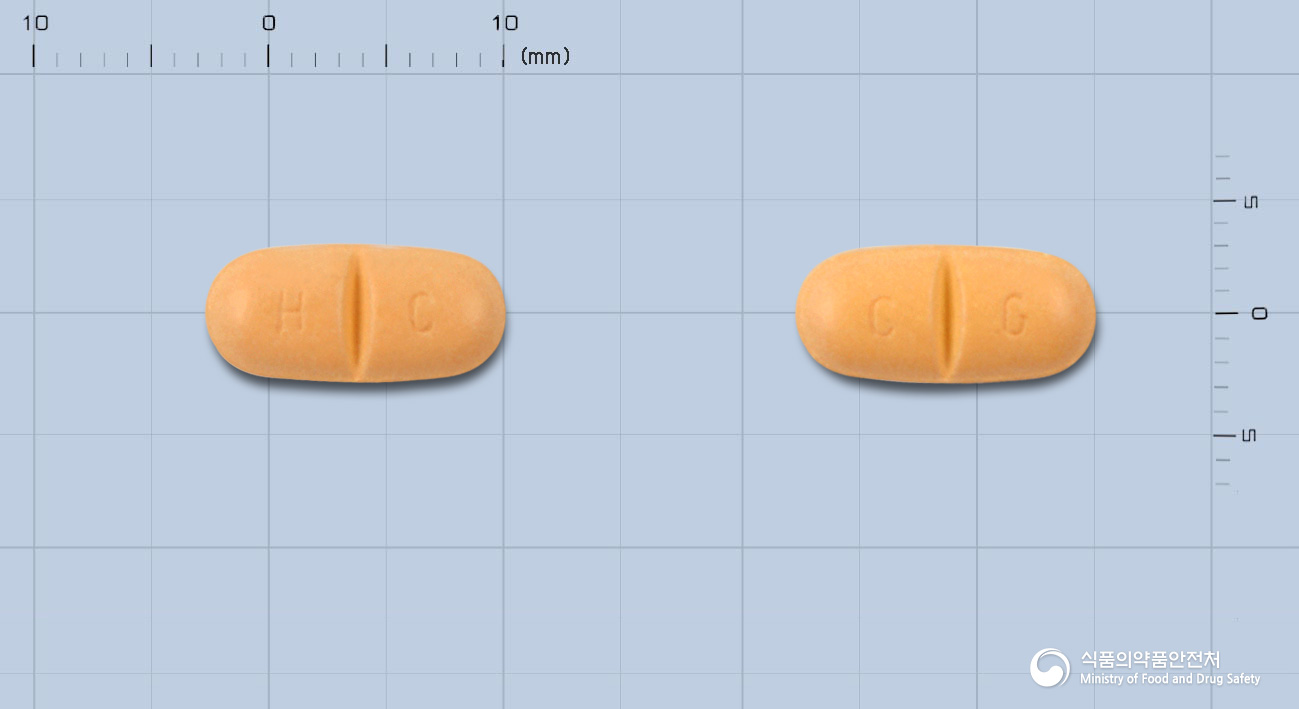 10 0 10
(mm)
5
H C
C G
0
5
식품의약품안전처
Ministry of Food and Drug Safety